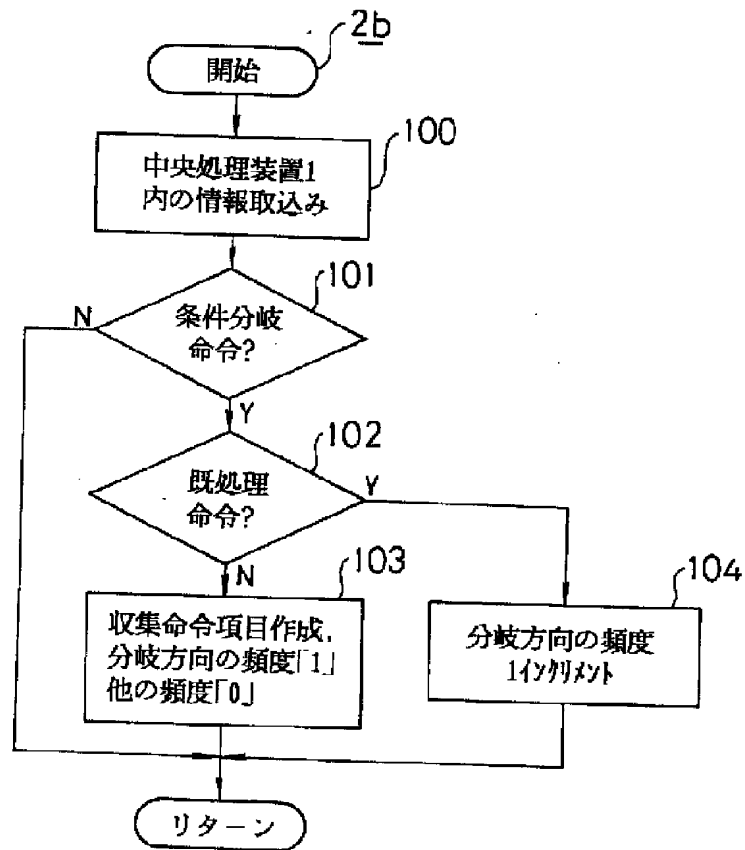 2b
開始
100
中央処理装置1
内の情報取込み
101
N
条件分岐
命令?
Y
102
既処理
命令?
Y
N
103
収集命令項目作成,
分岐方向の頻度「1」
他の頻度「0」
104
分岐方向の頻度
1インクリメント
リターン